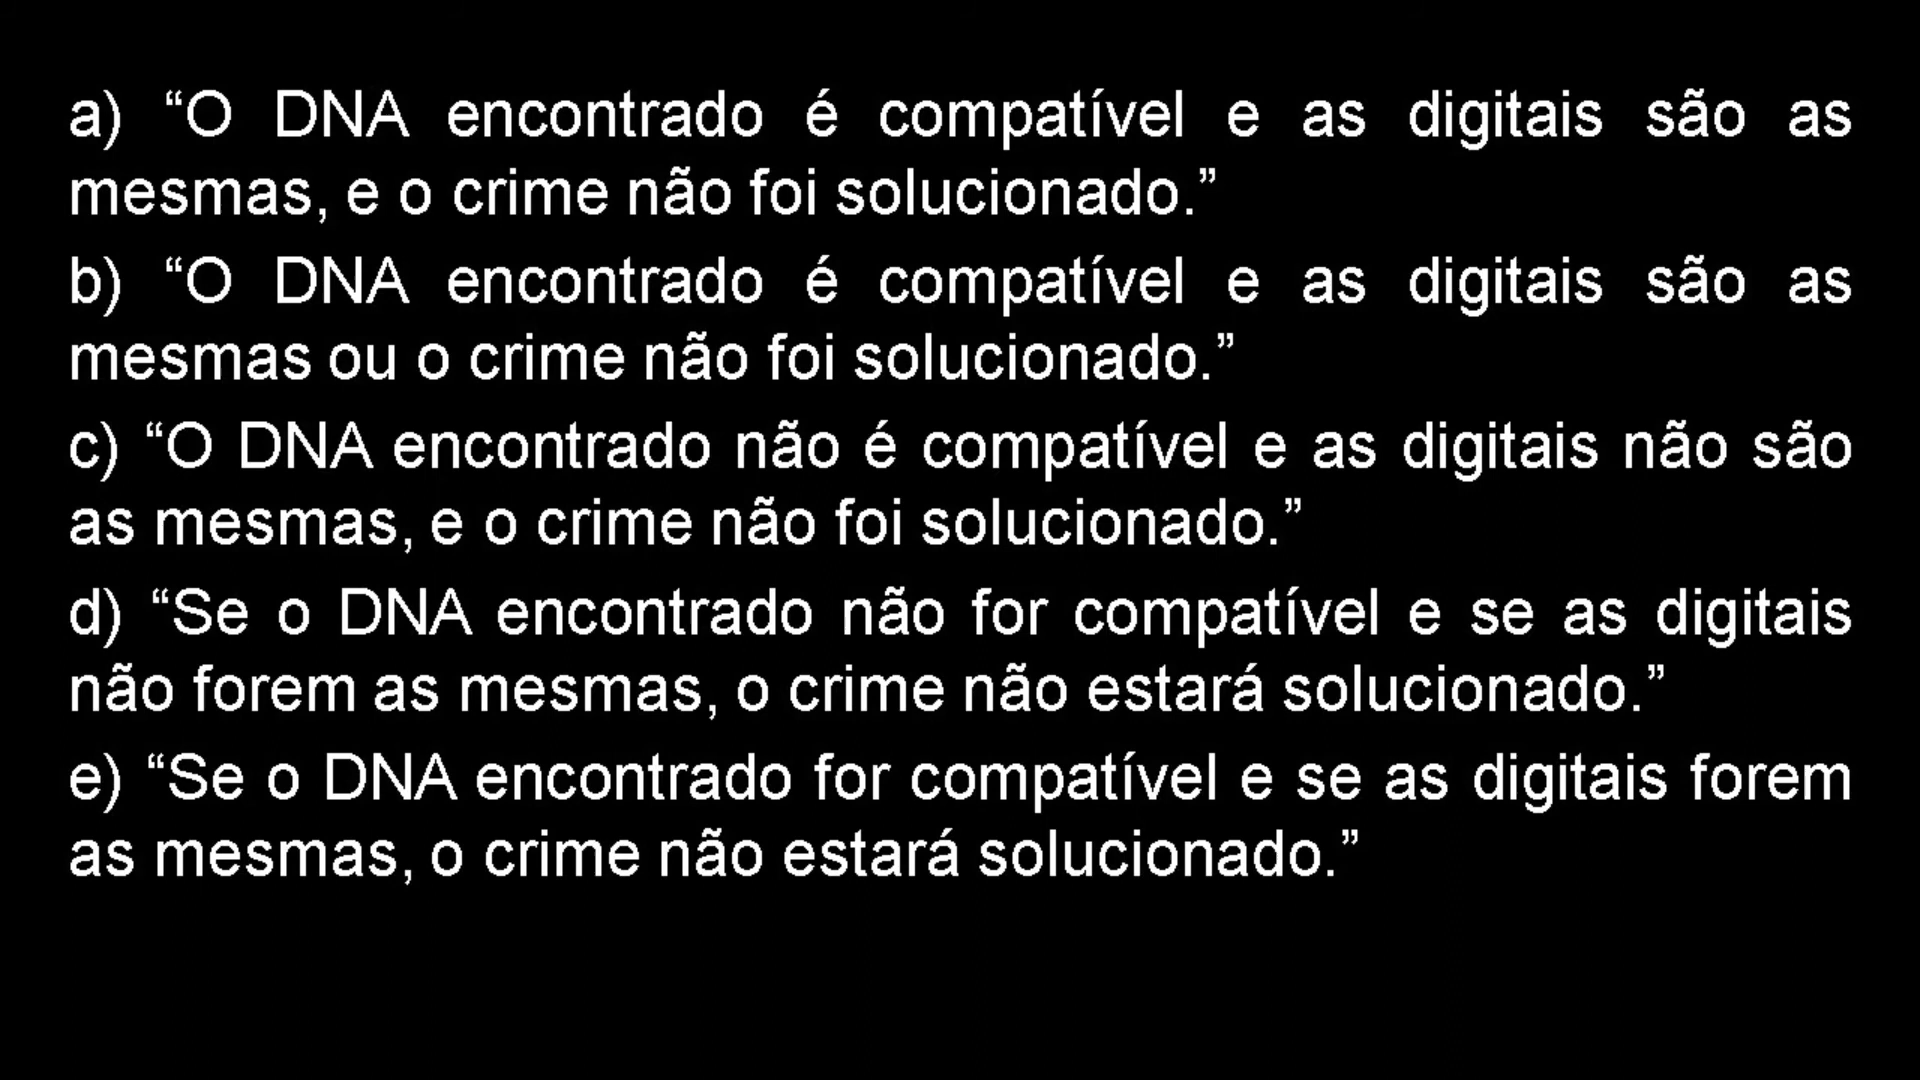 a) “O DNA encontrado é compatível e as digitais são as
mesmas, e o crime não foi solucionado.”
b) “O DNA encontrado é compatível e as digitais são as
mesmas ou o crime não foi solucionado.”
c) “O DNA encontrado não é compatível e as digitais não são
as mesmas, e o crime não foi solucionado.”
d) “Se o DNA encontrado não for compatível e se as digitais
não forem as mesmas, o crime não estará solucionado.”
e) “Se o DNA encontrado for compatível e se as digitais forem
as mesmas, o crime não estará solucionado.”